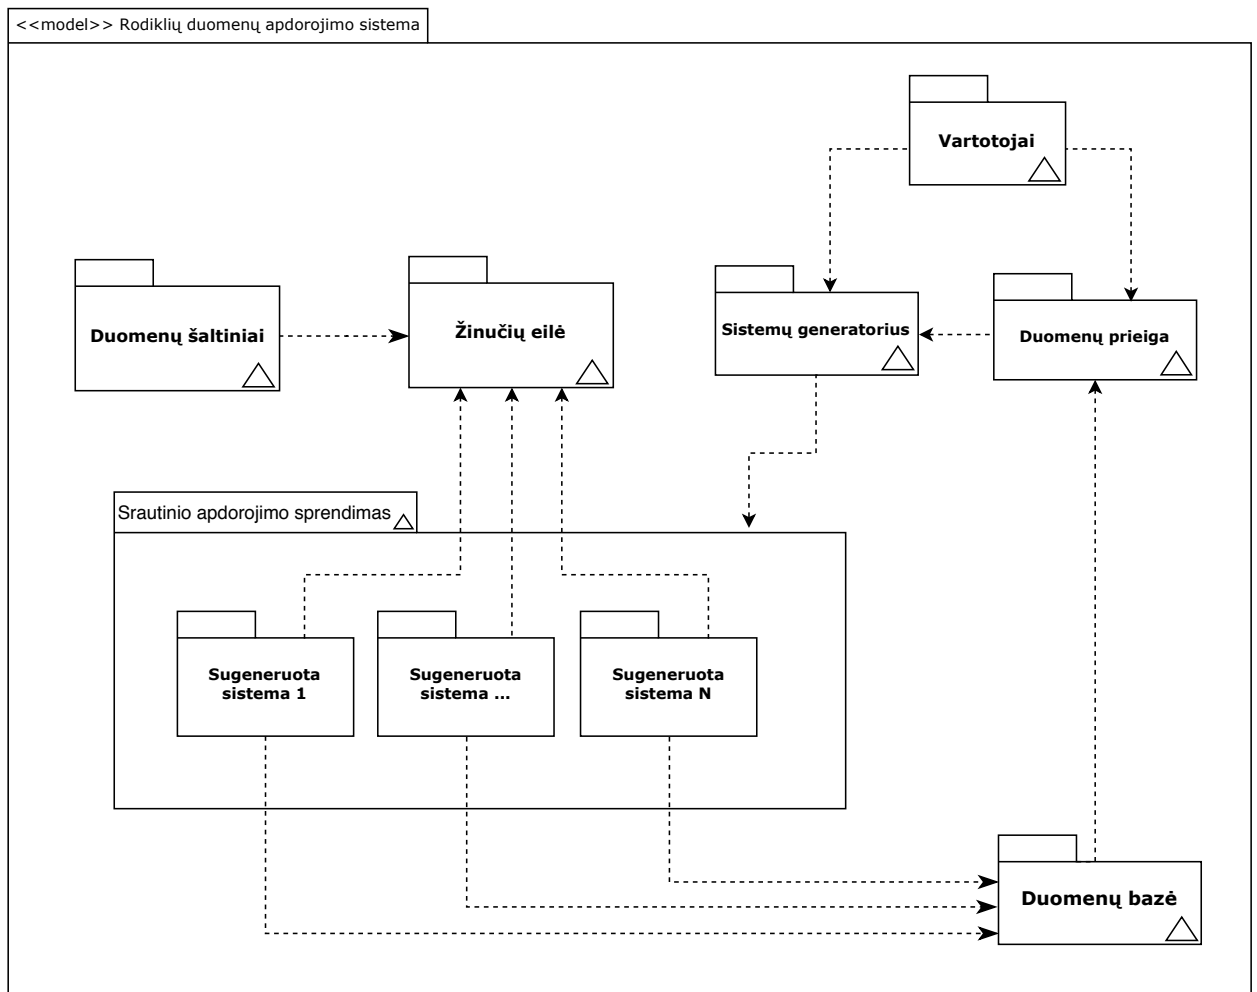 <<model>> Rodiklių duomenų apdorojimo sistema
Vartotojai
Duomenų šaltiniai
Žinučių eilė
Sistemų generatorius
Duomenų prieiga
Srautinio apdorojimo sprendimas
Sugeneruota
sistema 1
Sugeneruota
sistema ...
Sugeneruota
sistema N
Duomenų bazė